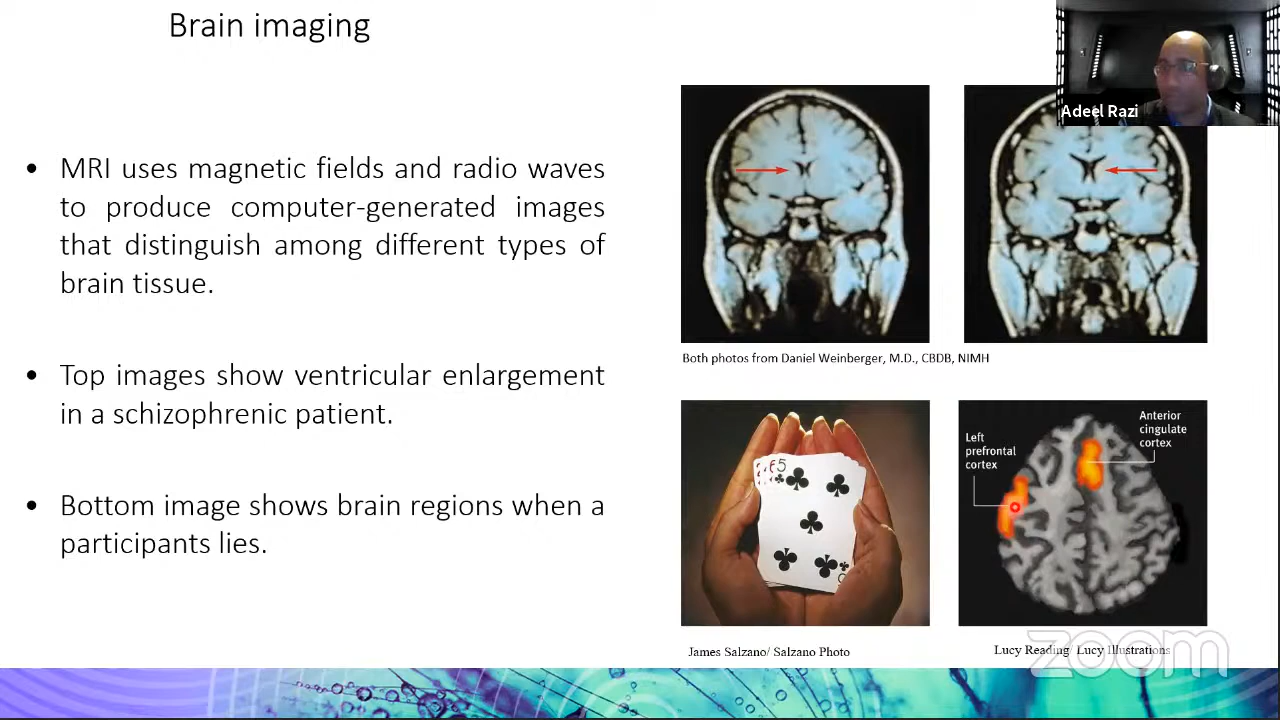 Brain imaging
Adeel Razi
• MRI uses magnetic fields and radio waves
to produce computer-generated images
that distinguish among different types of
brain tissue.
Both photos from Daniel Weinberger, M.D., CBDB, NIMH
• Top images show ventricular enlargement
in a schizophrenic patient.
• Bottom image shows brain regions when a
participants lies.
5
Left
prefrontal
cortex
Anterior
cingulate
cortex
James Salzano/ Salzano Photo
Lucy Reading/ Lucy Illustrations
zoom